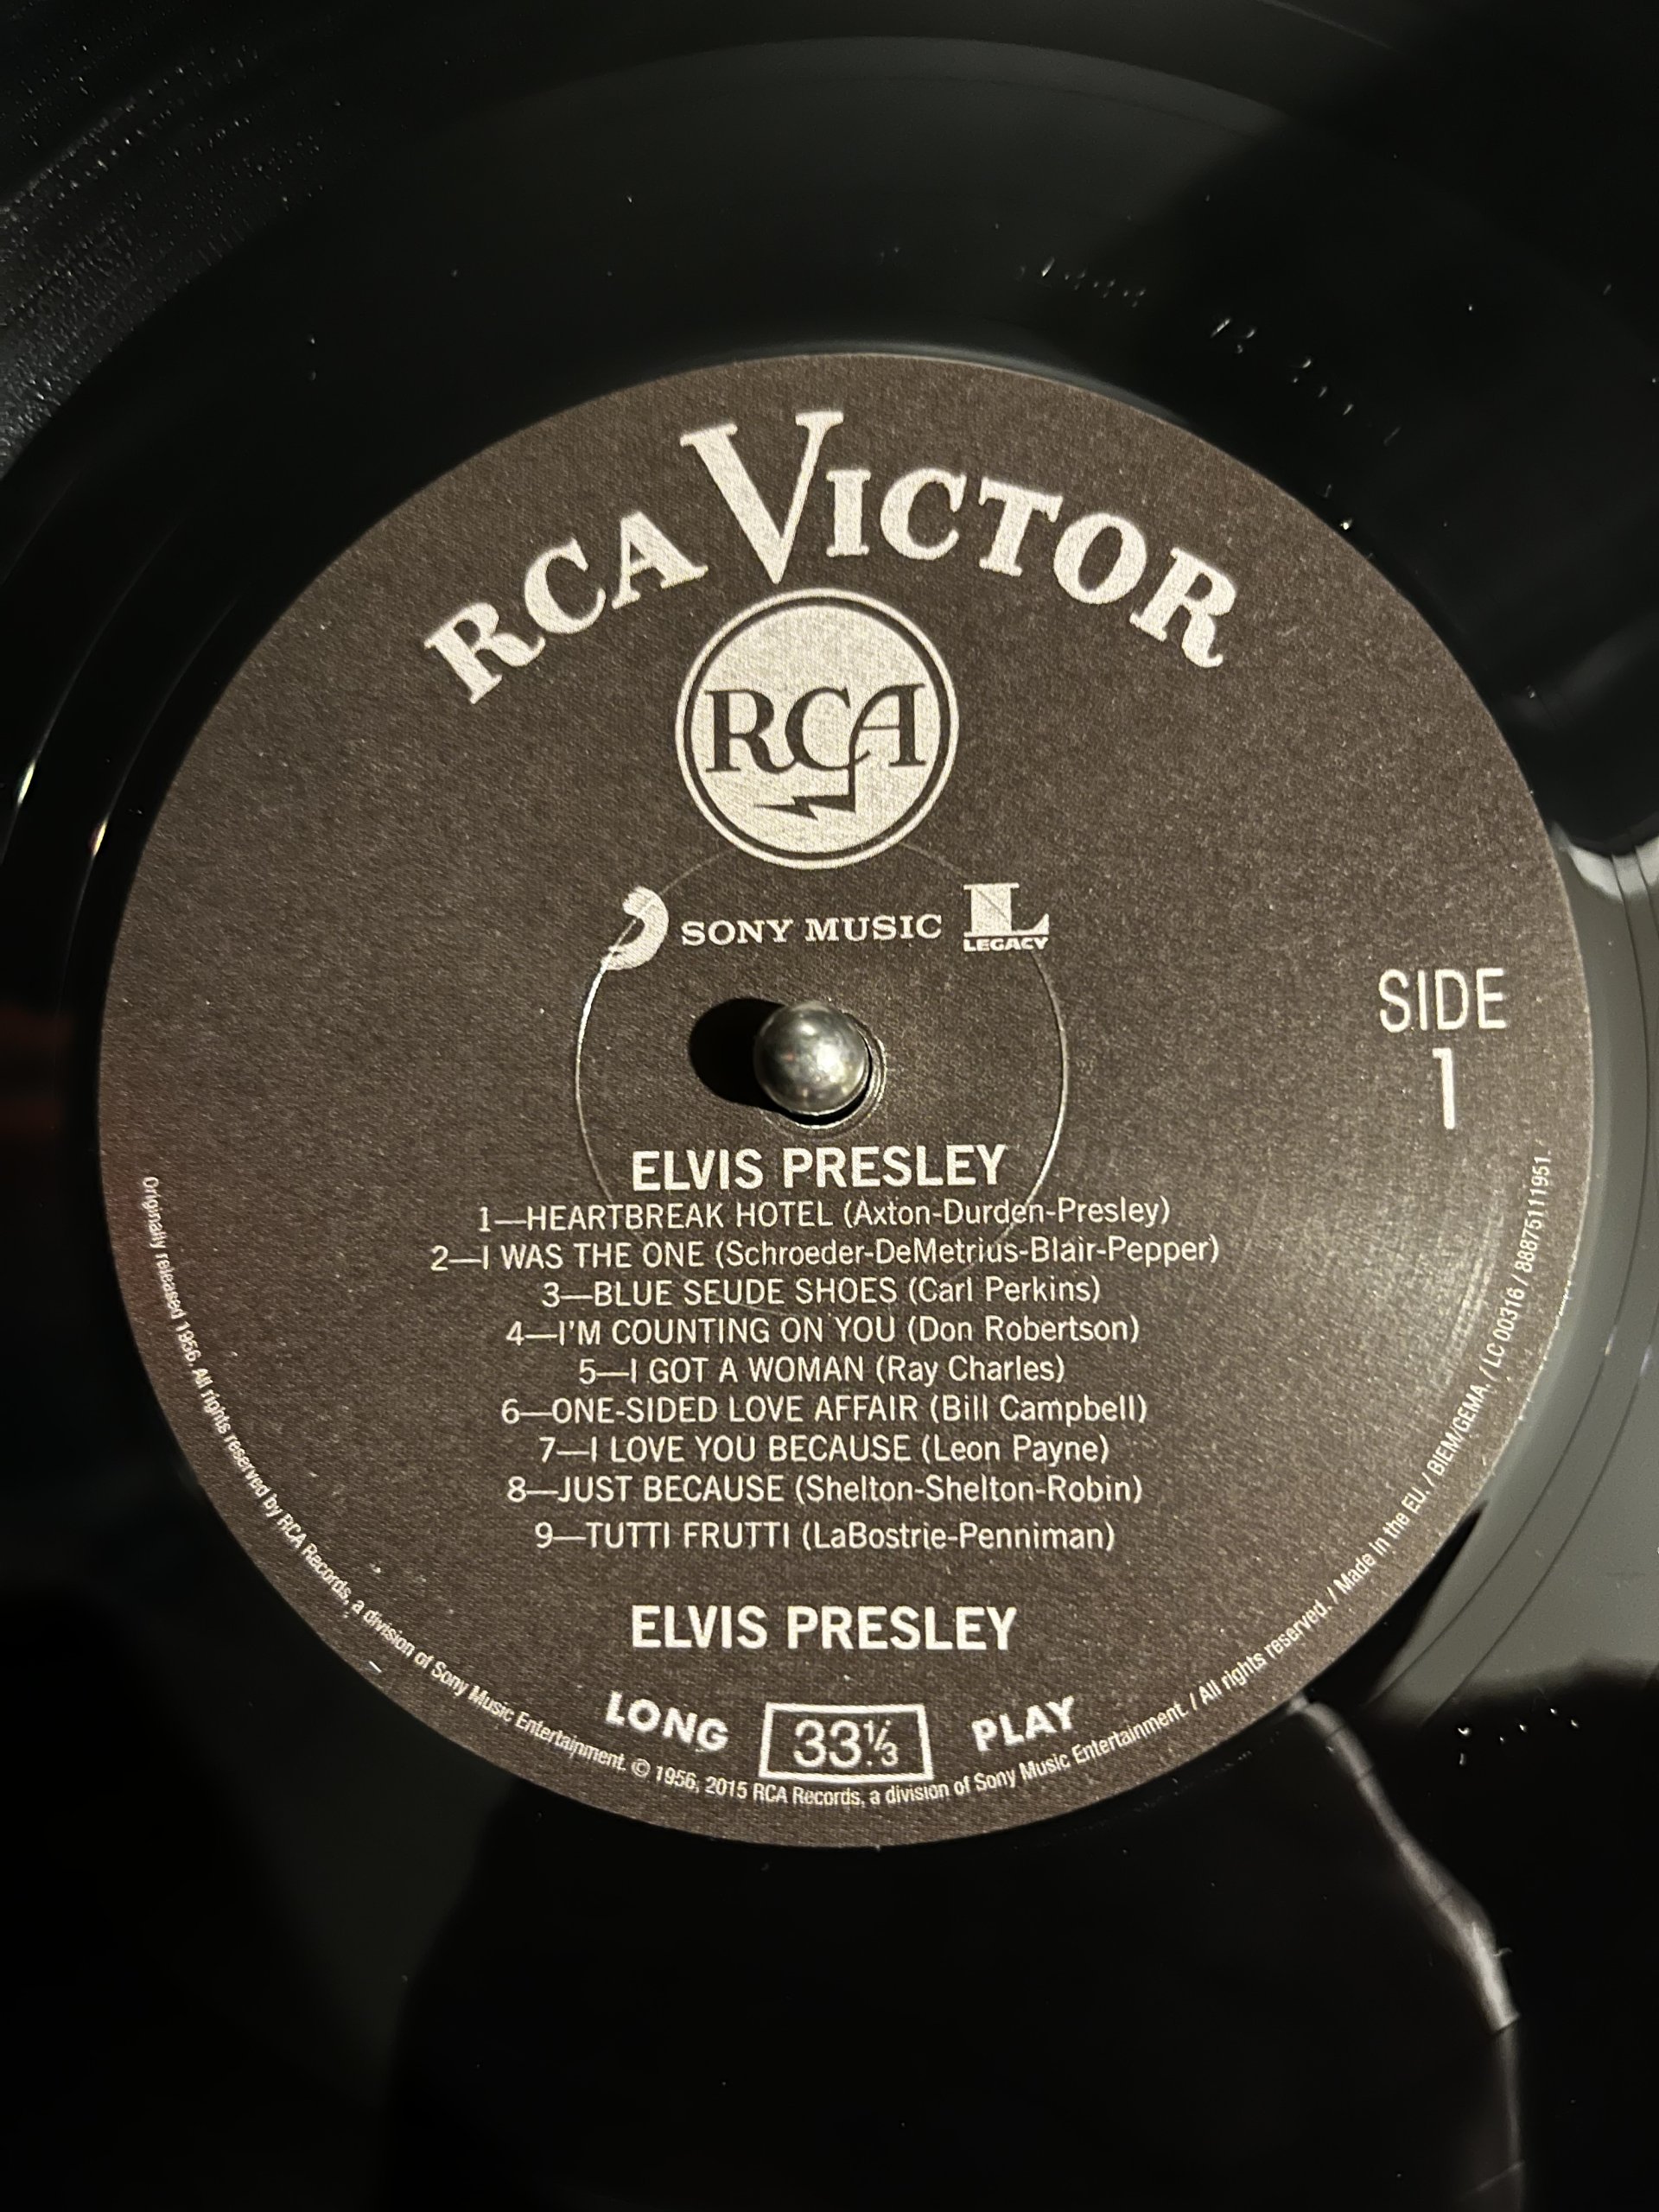 RCA VICTOR
RCA
SONY MUSIC
L
LEGACY
SIDE
1
ELVIS PRESLEY
1—HEARTBREAK HOTEL (Axton-Durden-Presley)
2—I WAS THE ONE (Schroeder-DeMetrius-Blair-Pepper)
3—BLUE SEUDE SHOES (Carl Perkins)
4—I'M COUNTING ON YOU (Don Robertson)
5—I GOT A WOMAN (Ray Charles)
6—ONE-SIDED LOVE AFFAIR (Bill Campbell)
7—I LOVE YOU BECAUSE (Leon Payne)
8—JUST BECAUSE (Shelton-Shelton-Robin)
9—TUTTI FRUTTI (LaBostrie-Penniman)
ELVIS PRESLEY
LONG 33⅓ PLAY
Originally released 1956. All rights reserved by RCA Records, a division of Sony Music Entertainment. © 1956, 2015 RCA Records, a division of Sony Music Entertainment. / All rights reserved. / Made in the EU. / BIEM/GEMA. / LC 00316 / 88875111951.